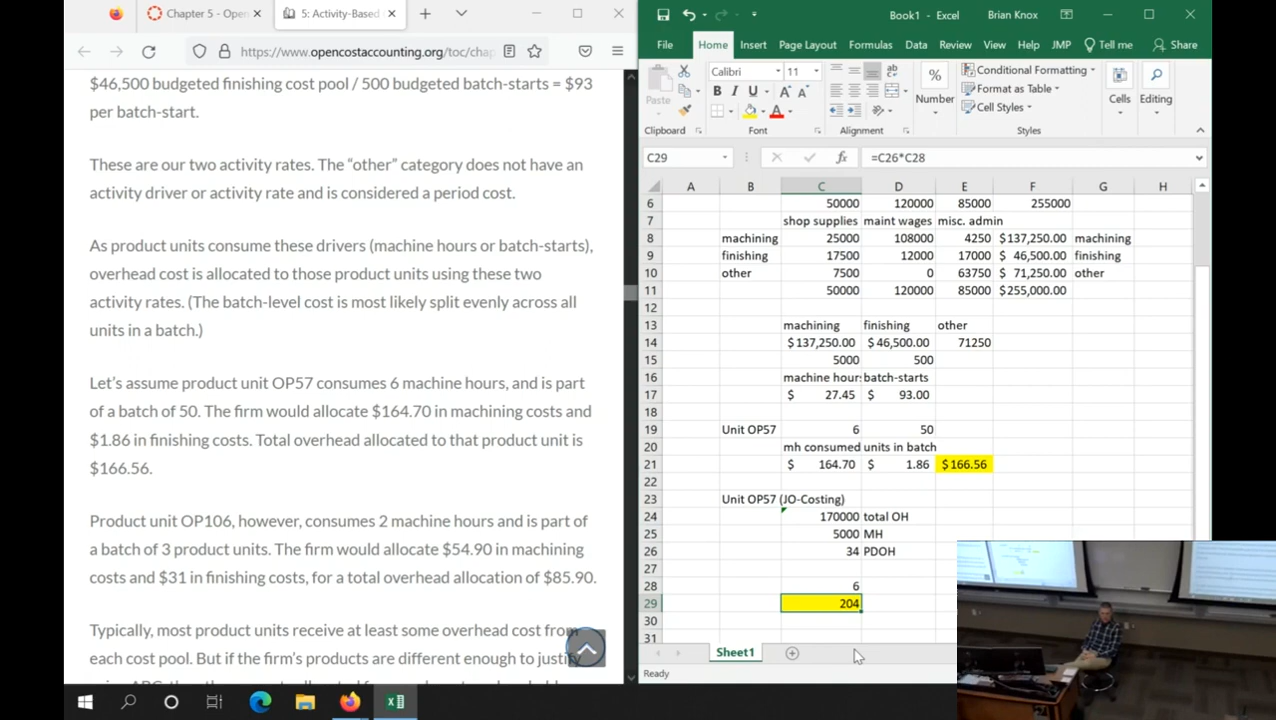 Chapter 5 - Open
5: Activity-Based
Book1 - Excel
Brian Knox
https://www.opencostaccounting.org/toc/chap
File
Home
Insert
Page Layout
Formulas
Data
Review
View
Help
JMP
Tell me
Share
$46,500 budgeted finishing cost pool / 500 budgeted batch-starts = $93
per batch-start.
These are our two activity rates. The “other” category does not have an
activity driver or activity rate and is considered a period cost.
As product units consume these drivers (machine hours or batch-starts),
overhead cost is allocated to those product units using these two
activity rates. (The batch-level cost is most likely split evenly across all
units in a batch.)
Let’s assume product unit OP57 consumes 6 machine hours, and is part
of a batch of 50. The firm would allocate $164.70 in machining costs and
$1.86 in finishing costs. Total overhead allocated to that product unit is
$166.56.
Product unit OP106, however, consumes 2 machine hours and is part of
a batch of 3 product units. The firm would allocate $54.90 in machining
costs and $31 in finishing costs, for a total overhead allocation of $85.90.
Typically, most product units receive at least some overhead cost from
each cost pool. But if the firm’s products are different enough to justify
Paste
Calibri
11
B I U
A A
%
Number
Conditional Formatting
Format as Table
Cell Styles
Cells
Editing
Clipboard
Font
Alignment
Styles
C29
fx
=C26*C28
A B C D E F G H
6 50000 120000 85000 255000
7 shop supplies maint wages misc. admin
8 machining 25000 108000 4250 $137,250.00 machining
9 finishing 17500 12000 17000 $ 46,500.00 finishing
10 other 7500 0 63750 $ 71,250.00 other
11 50000 120000 85000 $255,000.00
12
13 machining finishing other
14 $137,250.00 $46,500.00 71250
15 5000 500
16 machine hour: batch-starts
17 $ 27.45 $ 93.00
18
19 Unit OP57 6 50
20 mh consumed units in batch
21 $ 164.70 $ 1.86 $166.56
22
23 Unit OP57 (JO-Costing)
24 170000 total OH
25 5000 MH
26 34 PDOH
27
28 6
29 204
30
31
Sheet1
Ready